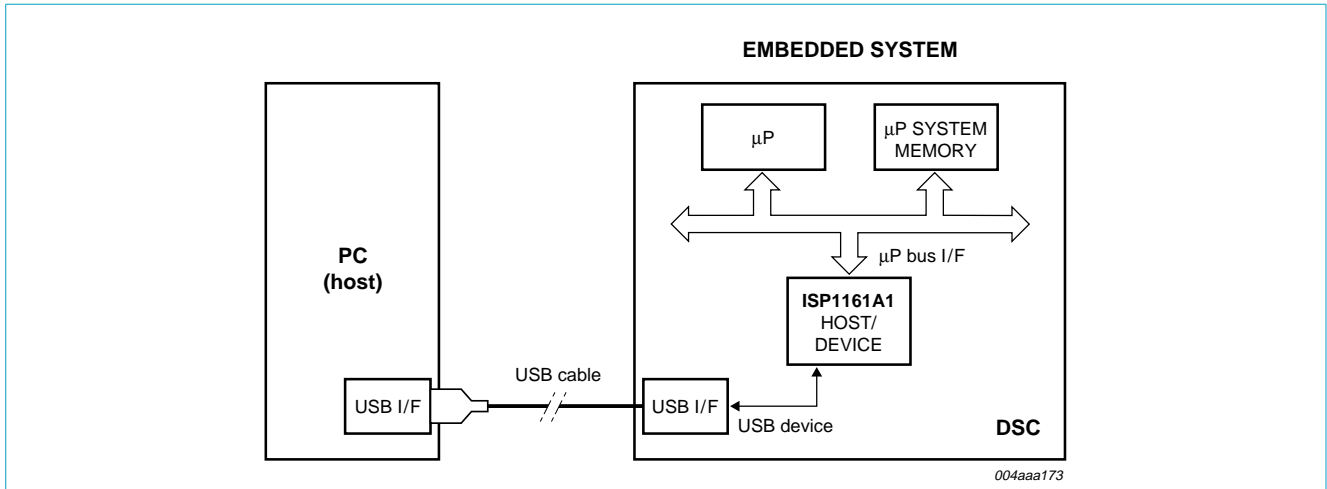 EMBEDDED SYSTEM
PC
(host)
USB I/F
USB cable
μP
μP SYSTEM
MEMORY
μP bus I/F
ISP1161A1
HOST/
DEVICE
USB I/F
USB device
DSC
004aaa173